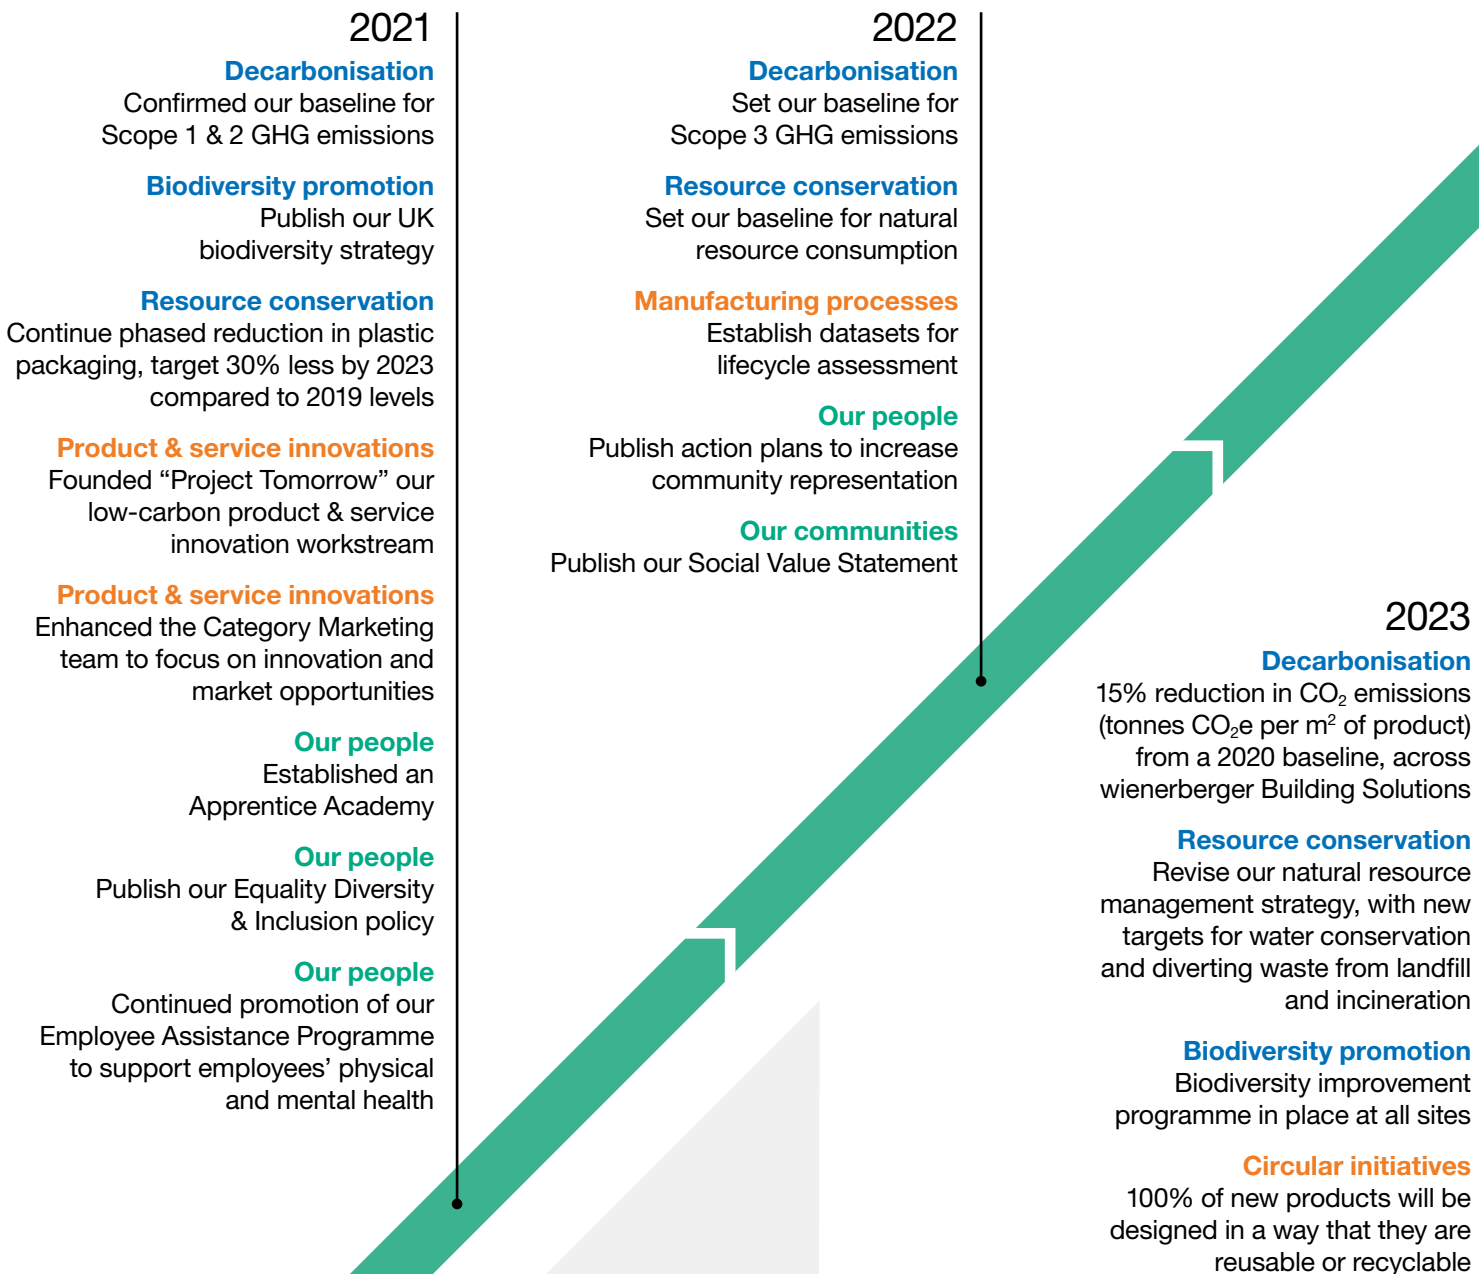 2021
Decarbonisation
Confirmed our baseline for
Scope 1 & 2 GHG emissions
Biodiversity promotion
Publish our UK
biodiversity strategy
Resource conservation
Continue phased reduction in plastic
packaging, target 30% less by 2023
compared to 2019 levels
Product & service innovations
Founded “Project Tomorrow” our
low-carbon product & service
innovation workstream
Product & service innovations
Enhanced the Category Marketing
team to focus on innovation and
market opportunities
Our people
Established an
Apprentice Academy
Our people
Publish our Equality Diversity
& Inclusion policy
Our people
Continued promotion of our
Employee Assistance Programme
to support employees’ physical
and mental health
2022
Decarbonisation
Set our baseline for
Scope 3 GHG emissions
Resource conservation
Set our baseline for natural
resource consumption
Manufacturing processes
Establish datasets for
lifecycle assessment
Our people
Publish action plans to increase
community representation
Our communities
Publish our Social Value Statement
2023
Decarbonisation
15% reduction in CO₂ emissions
(tonnes CO₂e per m² of product)
from a 2020 baseline, across
wienerberger Building Solutions
Resource conservation
Revise our natural resource
management strategy, with new
targets for water conservation
and diverting waste from landfill
and incineration
Biodiversity promotion
Biodiversity improvement
programme in place at all sites
Circular initiatives
100% of new products will be
designed in a way that they are
reusable or recyclable